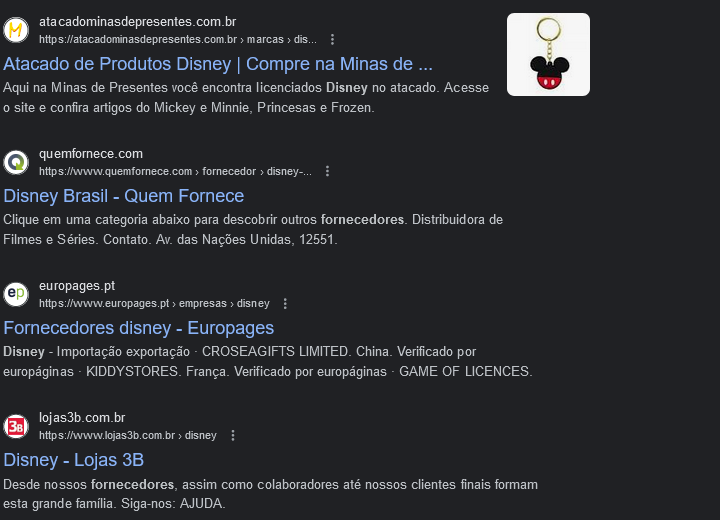 atacadominasdepresentes.com.br
https://atacadominasdepresentes.com.br › marcas › dis...
Atacado de Produtos Disney | Compre na Minas de ...
Aqui na Minas de Presentes você encontra licenciados Disney no atacado. Acesse
o site e confira artigos do Mickey e Minnie, Princesas e Frozen.
quemfornece.com
https://www.quemfornece.com › fornecedor › disney-...
Disney Brasil - Quem Fornece
Clique em uma categoria abaixo para descobrir outros fornecedores. Distribuidora de
Filmes e Séries. Contato. Av. das Nações Unidas, 12551.
ep
europages.pt
https://www.europages.pt › empresas › disney
Fornecedores disney - Europages
Disney - Importação exportação · CROSEAGIFTS LIMITED. China. Verificado por
europáginas · KIDDYSTORES. França. Verificado por europáginas · GAME OF LICENCES.
3B
lojas3b.com.br
https://www.lojas3b.com.br › disney
Disney - Lojas 3B
Desde nossos fornecedores, assim como colaboradores até nossos clientes finais formam
esta grande família. Siga-nos: AJUDA.